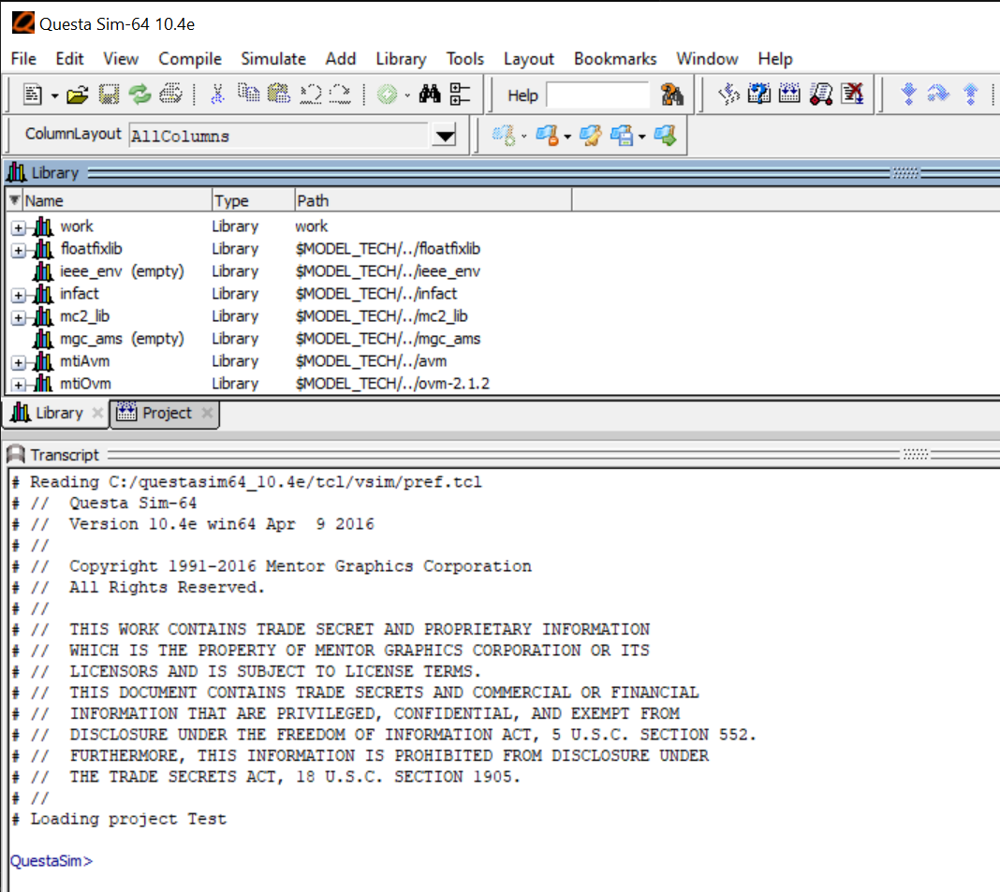 Questa Sim-64 10.4e
File Edit View Compile Simulate Add Library Tools Layout Bookmarks Window Help
Help
ColumnLayout AllColumns
Library
Name Type Path
work Library work
floatfixlib Library $MODEL_TECH/../floatfixlib
ieee_env (empty) Library $MODEL_TECH/../ieee_env
infact Library $MODEL_TECH/../infact
mc2_lib Library $MODEL_TECH/../mc2_lib
mgc_ams (empty) Library $MODEL_TECH/../mgc_ams
mtiAvm Library $MODEL_TECH/../avm
mtiOvm Library $MODEL_TECH/../ovm-2.1.2
Library Project
Transcript
# Reading C:/questasim64_10.4e/tcl/vsim/pref.tcl
# //  Questa Sim-64
# //  Version 10.4e win64 Apr  9 2016
# //
# //  Copyright 1991-2016 Mentor Graphics Corporation
# //  All Rights Reserved.
# //
# //  THIS WORK CONTAINS TRADE SECRET AND PROPRIETARY INFORMATION
# //  WHICH IS THE PROPERTY OF MENTOR GRAPHICS CORPORATION OR ITS
# //  LICENSORS AND IS SUBJECT TO LICENSE TERMS.
# //  THIS DOCUMENT CONTAINS TRADE SECRETS AND COMMERCIAL OR FINANCIAL
# //  INFORMATION THAT ARE PRIVILEGED, CONFIDENTIAL, AND EXEMPT FROM
# //  DISCLOSURE UNDER THE FREEDOM OF INFORMATION ACT, 5 U.S.C. SECTION 552.
# //  FURTHERMORE, THIS INFORMATION IS PROHIBITED FROM DISCLOSURE UNDER
# //  THE TRADE SECRETS ACT, 18 U.S.C. SECTION 1905.
# //
# Loading project Test
QuestaSim>